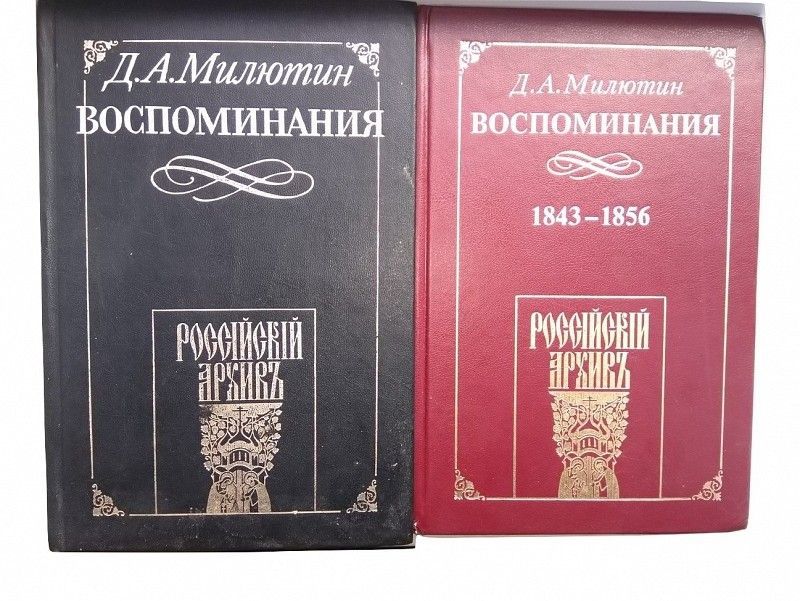 Д.А.Милютин
ВОСПОМИНАНИЯ
РОССІЙСКІЙ
АРХИВЪ
Д.А.Милютин
ВОСПОМИНАНИЯ
1843–1856
РОССІЙСКІЙ
АРХИВЪ